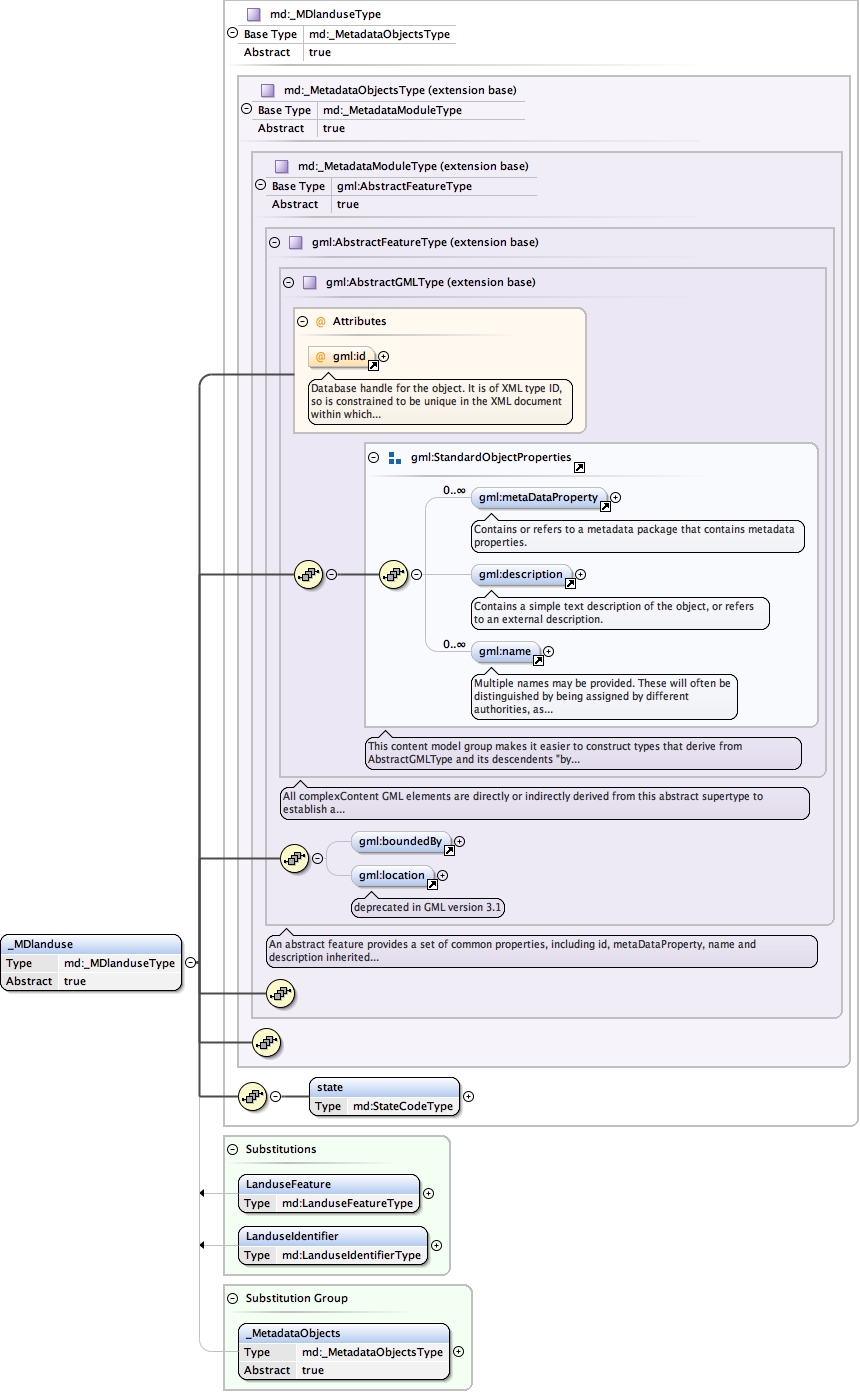 md:_MDlanduseType
Base Type md:_MetadataObjectsType
Abstract true
md:_MetadataObjectsType (extension base)
Base Type md:_MetadataModuleType
Abstract true
md:_MetadataModuleType (extension base)
Base Type gml:AbstractFeatureType
Abstract true
gml:AbstractFeatureType (extension base)
gml:AbstractGMLType (extension base)
@ Attributes
@ gml:id
Database handle for the object. It is of XML type ID,
so is constrained to be unique in the XML document
within which...
gml:StandardObjectProperties
0..∞
gml:metaDataProperty
Contains or refers to a metadata package that contains metadata
properties.
gml:description
Contains a simple text description of the object, or refers
to an external description.
0..∞
gml:name
Multiple names may be provided. These will often be
distinguished by being assigned by different
authorities, as...
This content model group makes it easier to construct types that derive from
AbstractGMLType and its descendents "by...
All complexContent GML elements are directly or indirectly derived from this abstract supertype to
establish a...
gml:boundedBy
gml:location
deprecated in GML version 3.1
An abstract feature provides a set of common properties, including id, metaDataProperty, name and
description inherited...
_MDlanduse
Type md:_MDlanduseType
Abstract true
state
Type md:StateCodeType
Substitutions
LanduseFeature
Type md:LanduseFeatureType
LanduseIdentifier
Type md:LanduseIdentifierType
Substitution Group
_MetadataObjects
Type md:_MetadataObjectsType
Abstract true